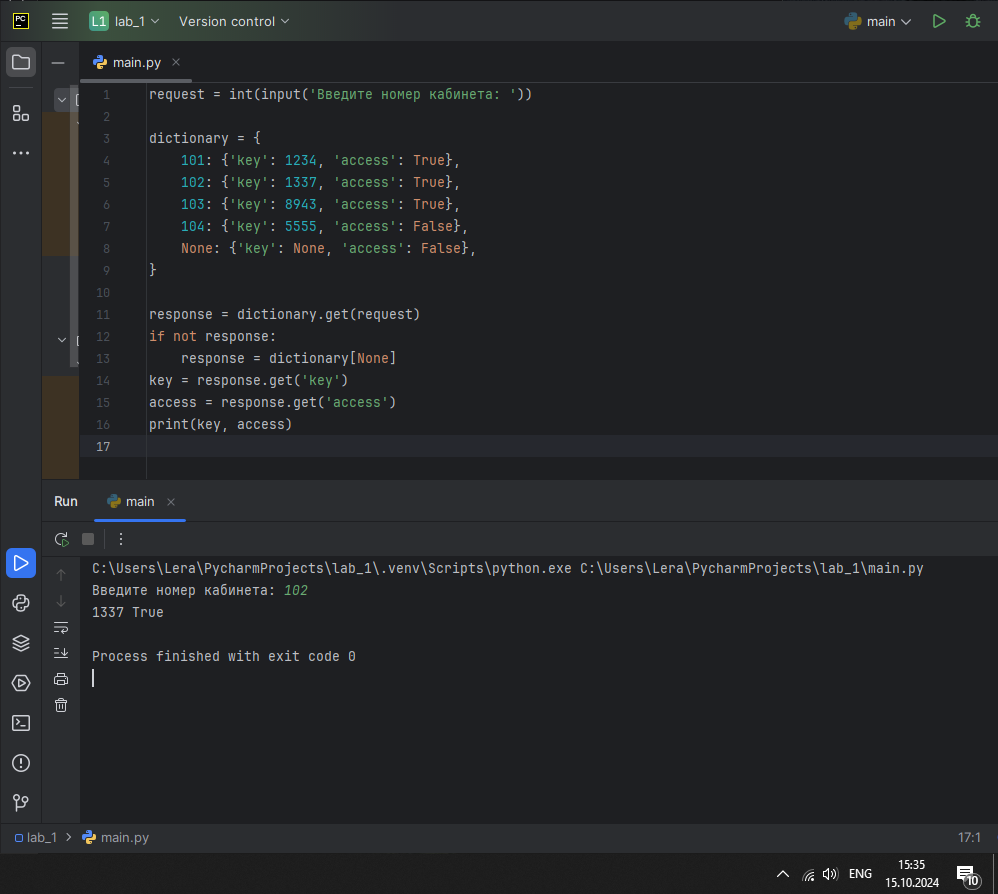 PC L1 lab_1 Version control main
main.py
1 request = int(input('Введите номер кабинета: '))
2
3 dictionary = {
4     101: {'key': 1234, 'access': True},
5     102: {'key': 1337, 'access': True},
6     103: {'key': 8943, 'access': True},
7     104: {'key': 5555, 'access': False},
8     None: {'key': None, 'access': False},
9 }
10
11 response = dictionary.get(request)
12 if not response:
13     response = dictionary[None]
14 key = response.get('key')
15 access = response.get('access')
16 print(key, access)
17
Run main
C:\Users\Lera\PycharmProjects\lab_1\.venv\Scripts\python.exe C:\Users\Lera\PycharmProjects\lab_1\main.py
Введите номер кабинета: 102
1337 True
Process finished with exit code 0
lab_1 main.py 17:1
ENG 15:35
15.10.2024 10